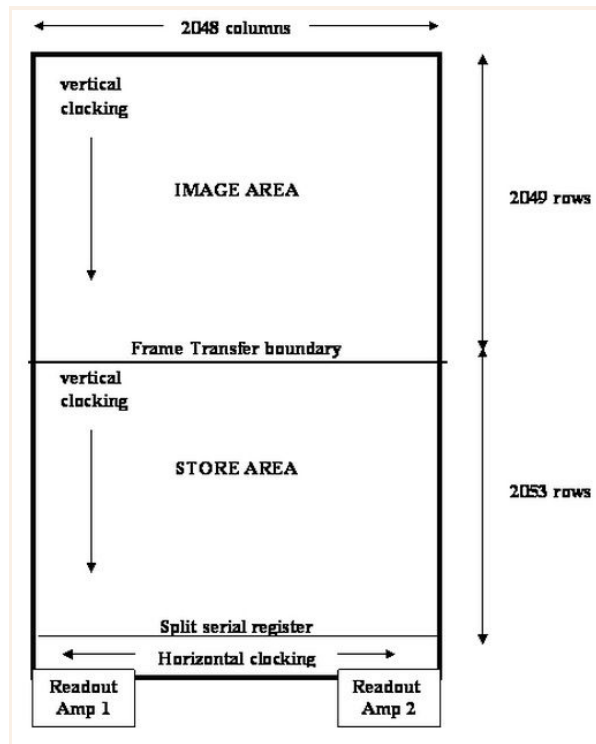 2048 columns
vertical
clocking
IMAGE AREA
2049 rows
Frame Transfer boundary
vertical
clocking
STORE AREA
2053 rows
Split serial register
Horizontal clocking
Readout
Amp 1
Readout
Amp 2